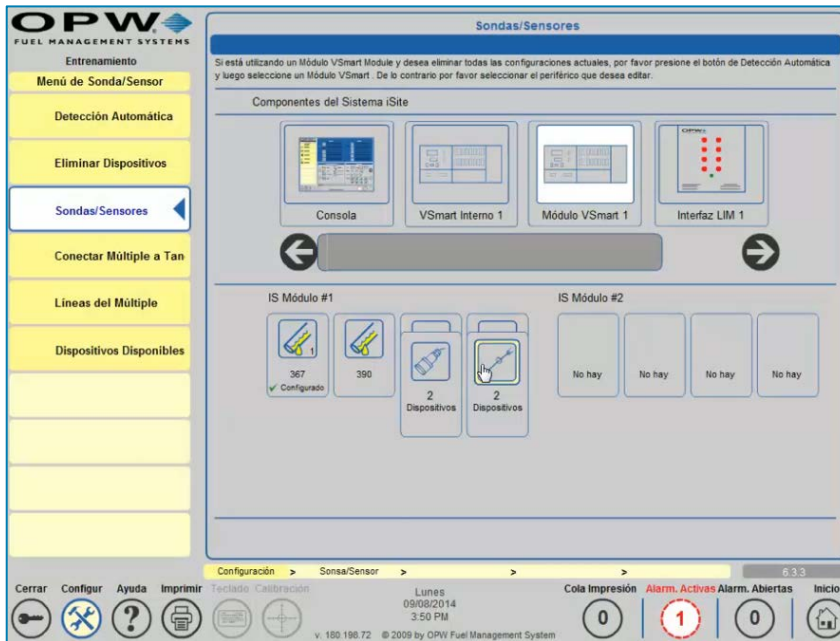 OPW
FUEL MANAGEMENT SYSTEMS
Entrenamiento
Menú de Sonda/Sensor
Detección Automática
Eliminar Dispositivos
Sondas/Sensores
Conectar Múltiple a Tan
Líneas del Múltiple
Dispositivos Disponibles
Sondas/Sensores
Si está utilizando un Módulo VSmart Module y desea eliminar todas las configuraciones actuales, por favor presione el botón de Detección Automática
y luego seleccione un Módulo VSmart . De lo contrario por favor seleccionar el periférico que desea editar.
Componentes del Sistema iSite
OPW
Consola
VSmart Interno 1
Módulo VSmart 1
Interfaz LIM 1
IS Módulo #1
IS Módulo #2
1
367
Configurado
390
2
Dispositivos
2
Dispositivos
No hay
No hay
No hay
No hay
Configuración > Sonsa/Sensor > > >
6.3.3
Cerrar
Configur
Ayuda
Imprimir
Teclado
Calibración
Lunes
09/08/2014
3:50 PM
v. 180.198.72 © 2009 by OPW Fuel Management System
Cola Impresión
0
Alarm. Activas
1
Alarm. Abiertas
0
Inicio